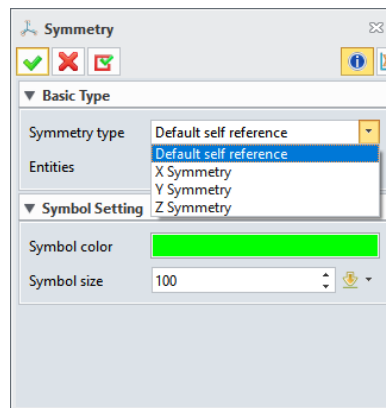 Symmetry
Basic Type
Symmetry type
Default self reference
Default self reference
Entities
X Symmetry
Y Symmetry
Z Symmetry
Symbol Setting
Symbol color
Symbol size
100